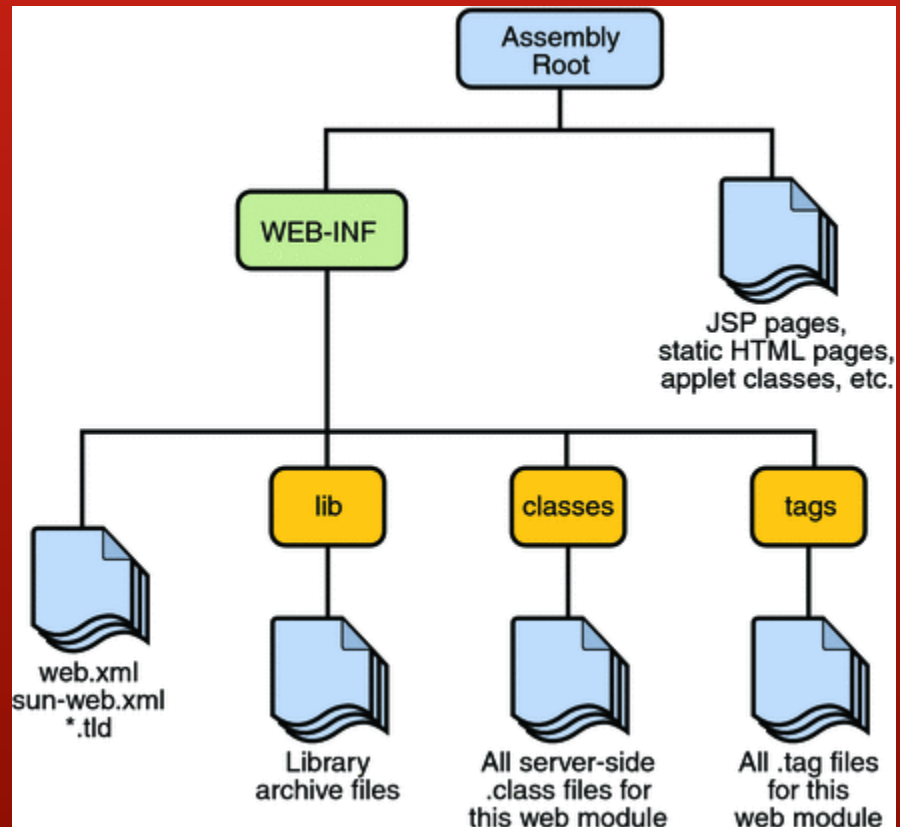 Assembly
Root
WEB-INF
JSP pages,
static HTML pages,
applet classes, etc.
lib
classes
tags
web.xml
sun-web.xml
*.tld
Library
archive files
All server-side
.class files for
this web module
All .tag files
for this
web module